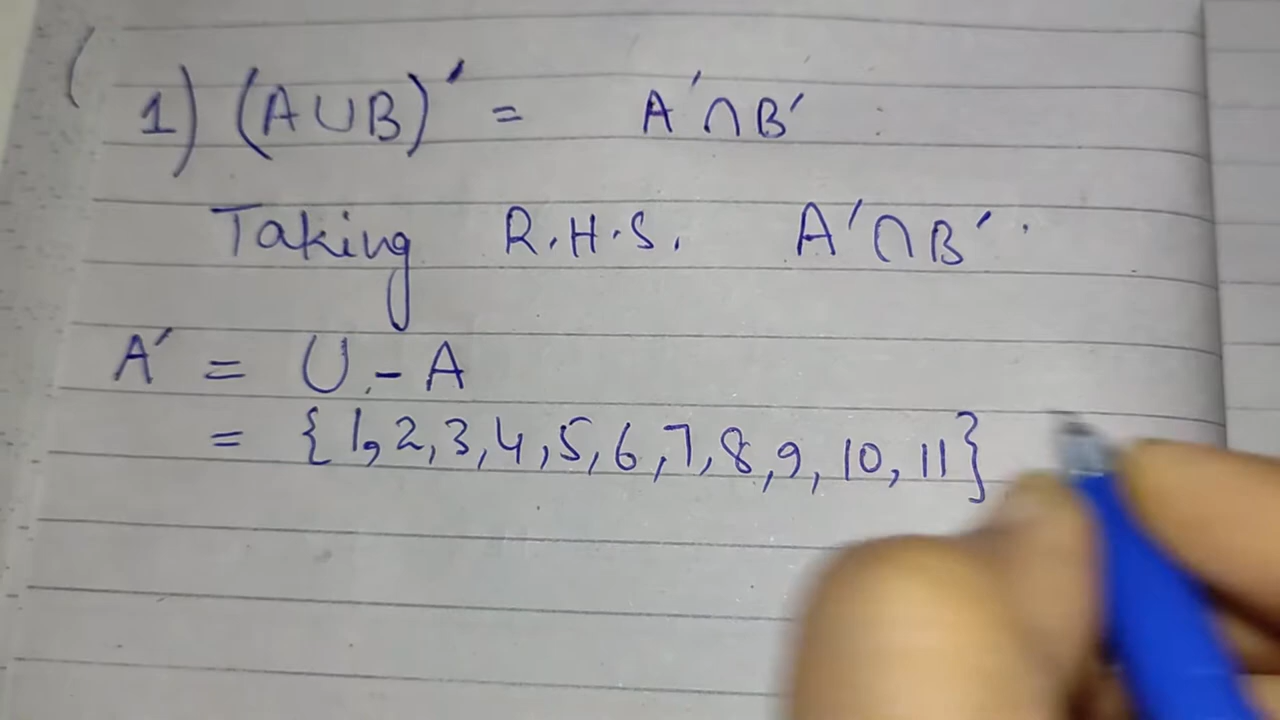 1) (A∪B)′ = A′∩B′
Taking R.H.S. A′∩B′.
A′ = U - A
= {1,2,3,4,5,6,7,8,9,10,11}